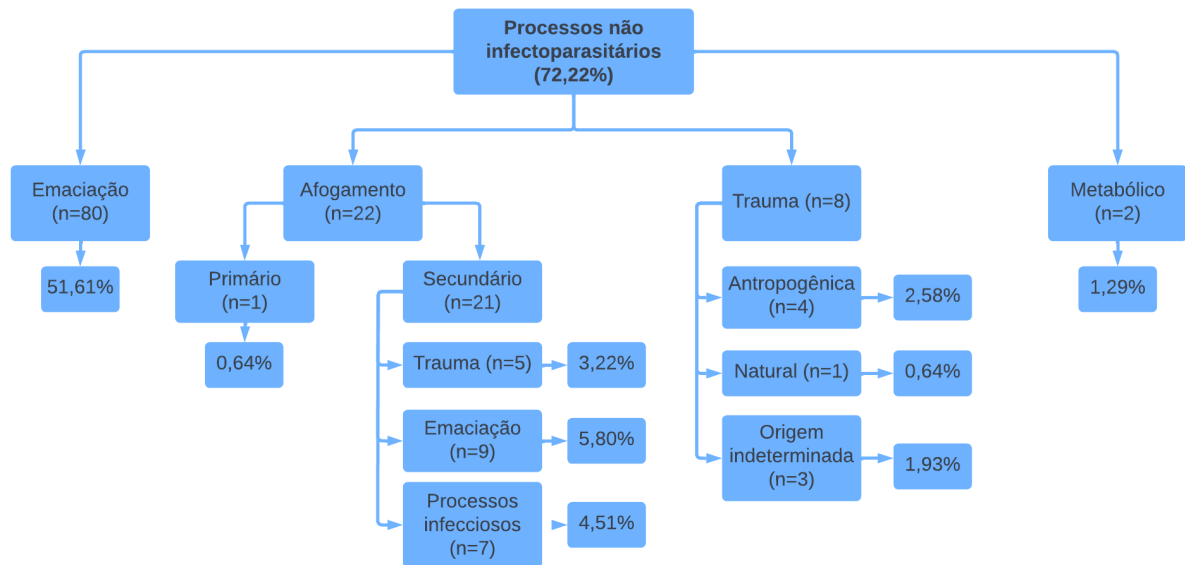 Processos não
infectoparasitários
(72,22%)
Emaciação
(n=80)
51,61%
Afogamento
(n=22)
Primário
(n=1)
0,64%
Secundário
(n=21)
Trauma (n=5)
3,22%
Emaciação
(n=9)
5,80%
Processos
infecciosos
(n=7)
4,51%
Trauma (n=8)
Antropogênica
(n=4)
2,58%
Natural (n=1)
0,64%
Origem
indeterminada
(n=3)
1,93%
Metabólico
(n=2)
1,29%